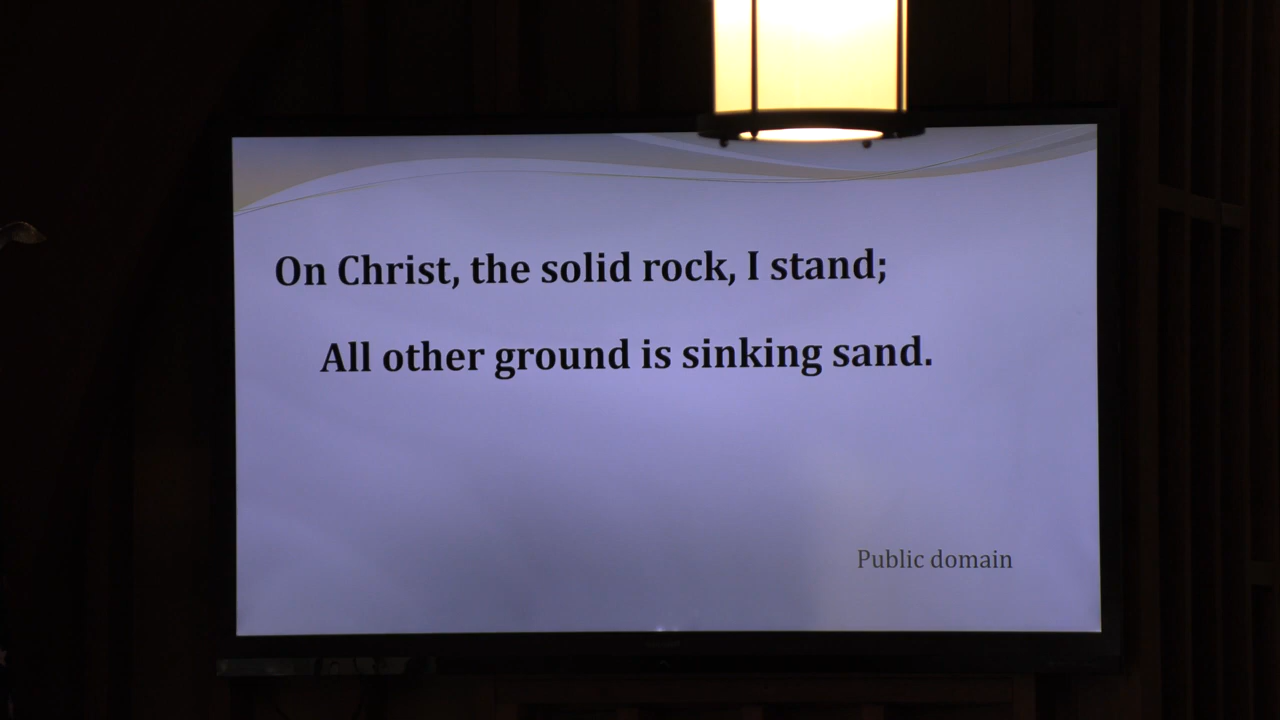 On Christ, the solid rock, I stand;
All other ground is sinking sand.
Public domain